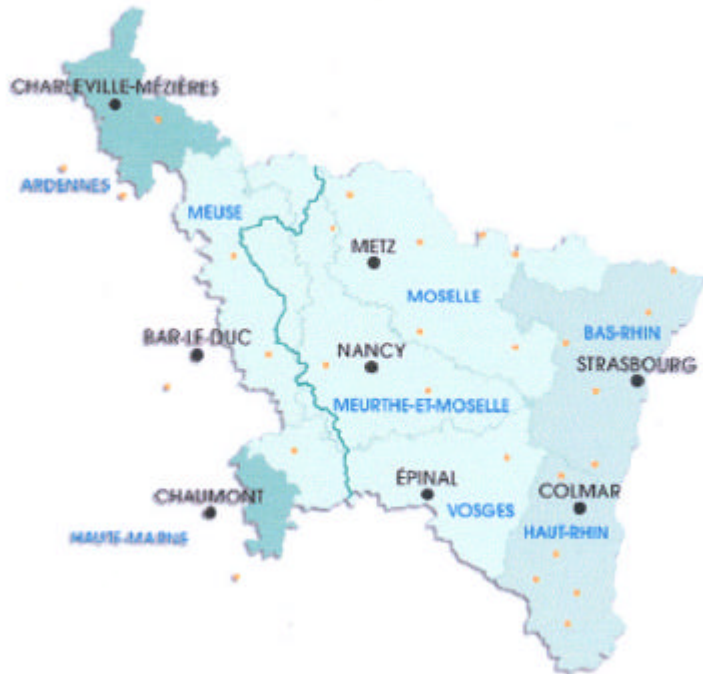 CHARLEVILLE-MÉZIÈRES
ARDENNES
MEUSE
METZ
MOSELLE
BAR-LE-DUC
NANCY
BAS-RHIN
STRASBOURG
MEURTHE-ET-MOSELLE
ÉPINAL
CHAUMONT
VOSGES
COLMAR
HAUTE-MARNE
HAUT-RHIN